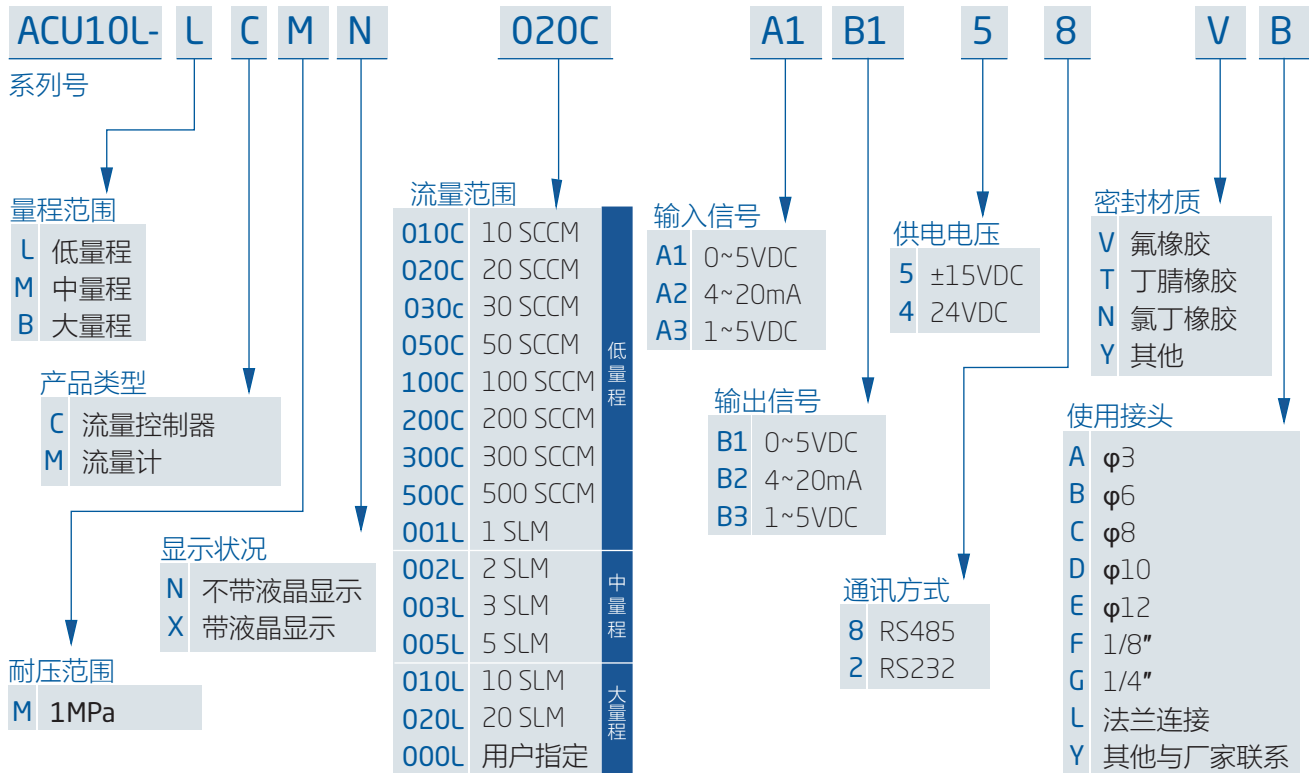 ACU10L- L C M N 020C A1 B1 5 8 V B
系列号
量程范围
L 低量程
M 中量程
B 大量程
产品类型
C 流量控制器
M 流量计
显示状况
N 不带液晶显示
X 带液晶显示
耐压范围
M 1MPa
流量范围
010C 10 SCCM
020C 20 SCCM
030c 30 SCCM
050C 50 SCCM
100C 100 SCCM
200C 200 SCCM
300C 300 SCCM
500C 500 SCCM
001L 1 SLM
低量程
002L 2 SLM
003L 3 SLM
005L 5 SLM
中量程
010L 10 SLM
020L 20 SLM
000L 用户指定
大量程
输入信号
A1 0~5VDC
A2 4~20mA
A3 1~5VDC
输出信号
B1 0~5VDC
B2 4~20mA
B3 1~5VDC
供电电压
5 ±15VDC
4 24VDC
通讯方式
8 RS485
2 RS232
密封材质
V 氟橡胶
T 丁腈橡胶
N 氯丁橡胶
Y 其他
使用接头
A φ3
B φ6
C φ8
D φ10
E φ12
F 1/8"
G 1/4"
L 法兰连接
Y 其他与厂家联系